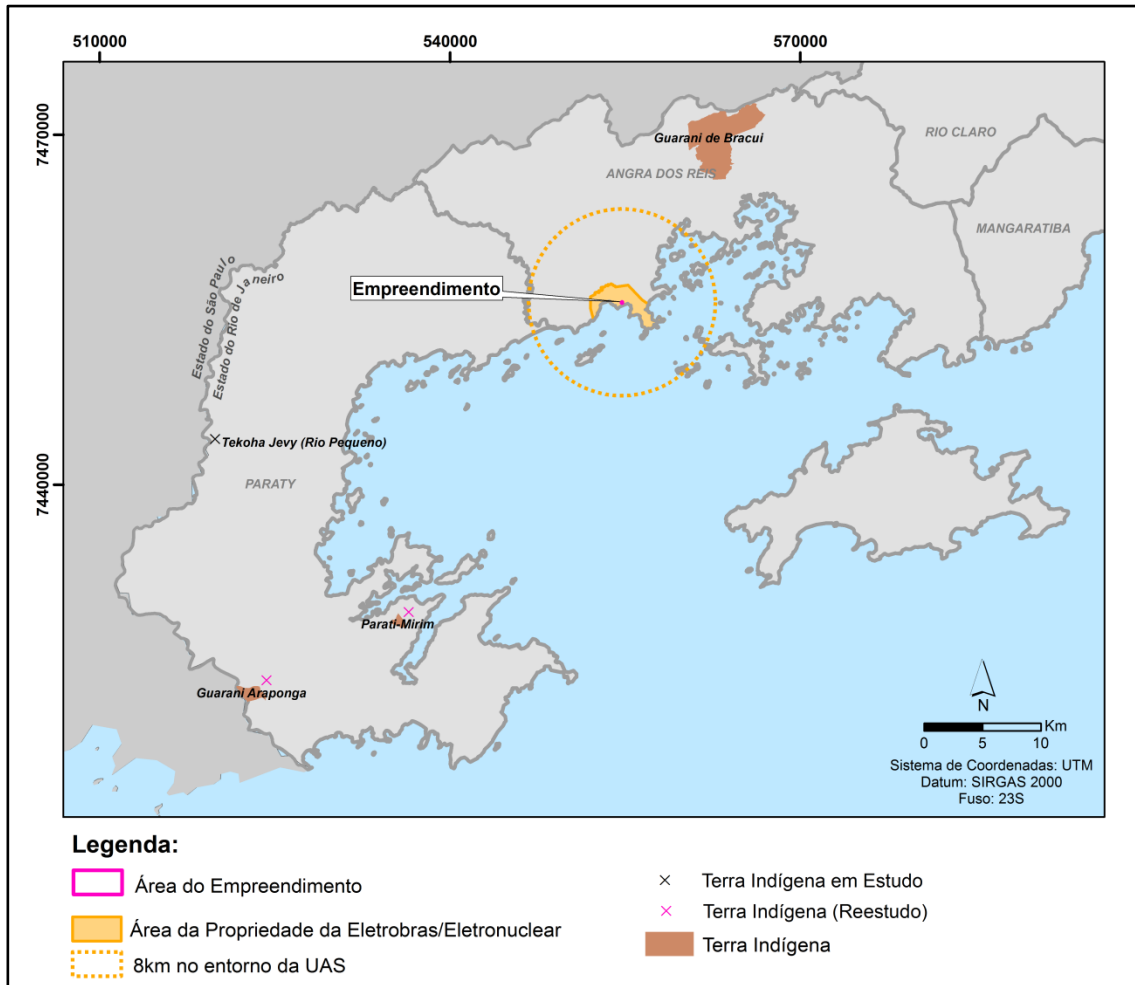 510000
540000
570000
7470000
7440000
Guarani de Bracui
RIO CLARO
ANGRA DOS REIS
MANGARATIBA
Estado de São Paulo
Estado do Rio de Janeiro
Empreendimento
Tekoha Jevy (Rio Pequeno)
PARATY
Parati-Mirim
Guarani Araponga
N
Km
0 5 10
Sistema de Coordenadas: UTM
Datum: SIRGAS 2000
Fuso: 23S
Legenda:
Área do Empreendimento
Área da Propriedade da Eletrobras/Eletronuclear
8km no entorno da UAS
Terra Indígena em Estudo
Terra Indígena (Reestudo)
Terra Indígena